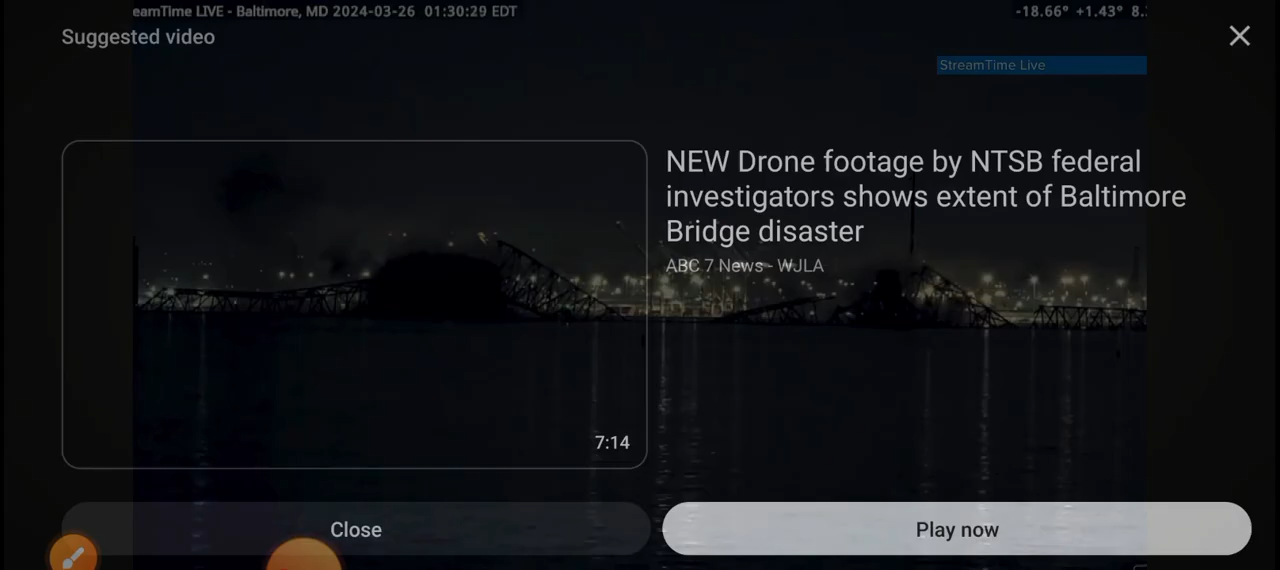 eamTime LIVE - Baltimore, MD 2024-03-26 01:30:29 EDT
-18.66° +1.43° 8.
Suggested video
StreamTime Live
NEW Drone footage by NTSB federal
investigators shows extent of Baltimore
Bridge disaster
ABC 7 News - WJLA
7:14
Close
Play now